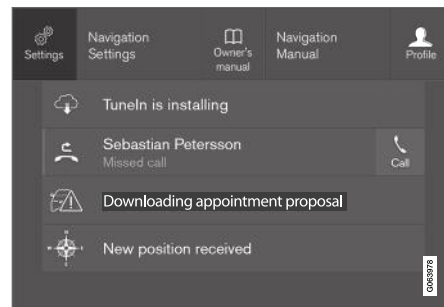 Settings
Navigation
Settings
Owner's
manual
Navigation
Manual
Profile
TuneIn is installing
Sebastian Petersson
Missed call
Call
Downloading appointment proposal
New position received
G063978